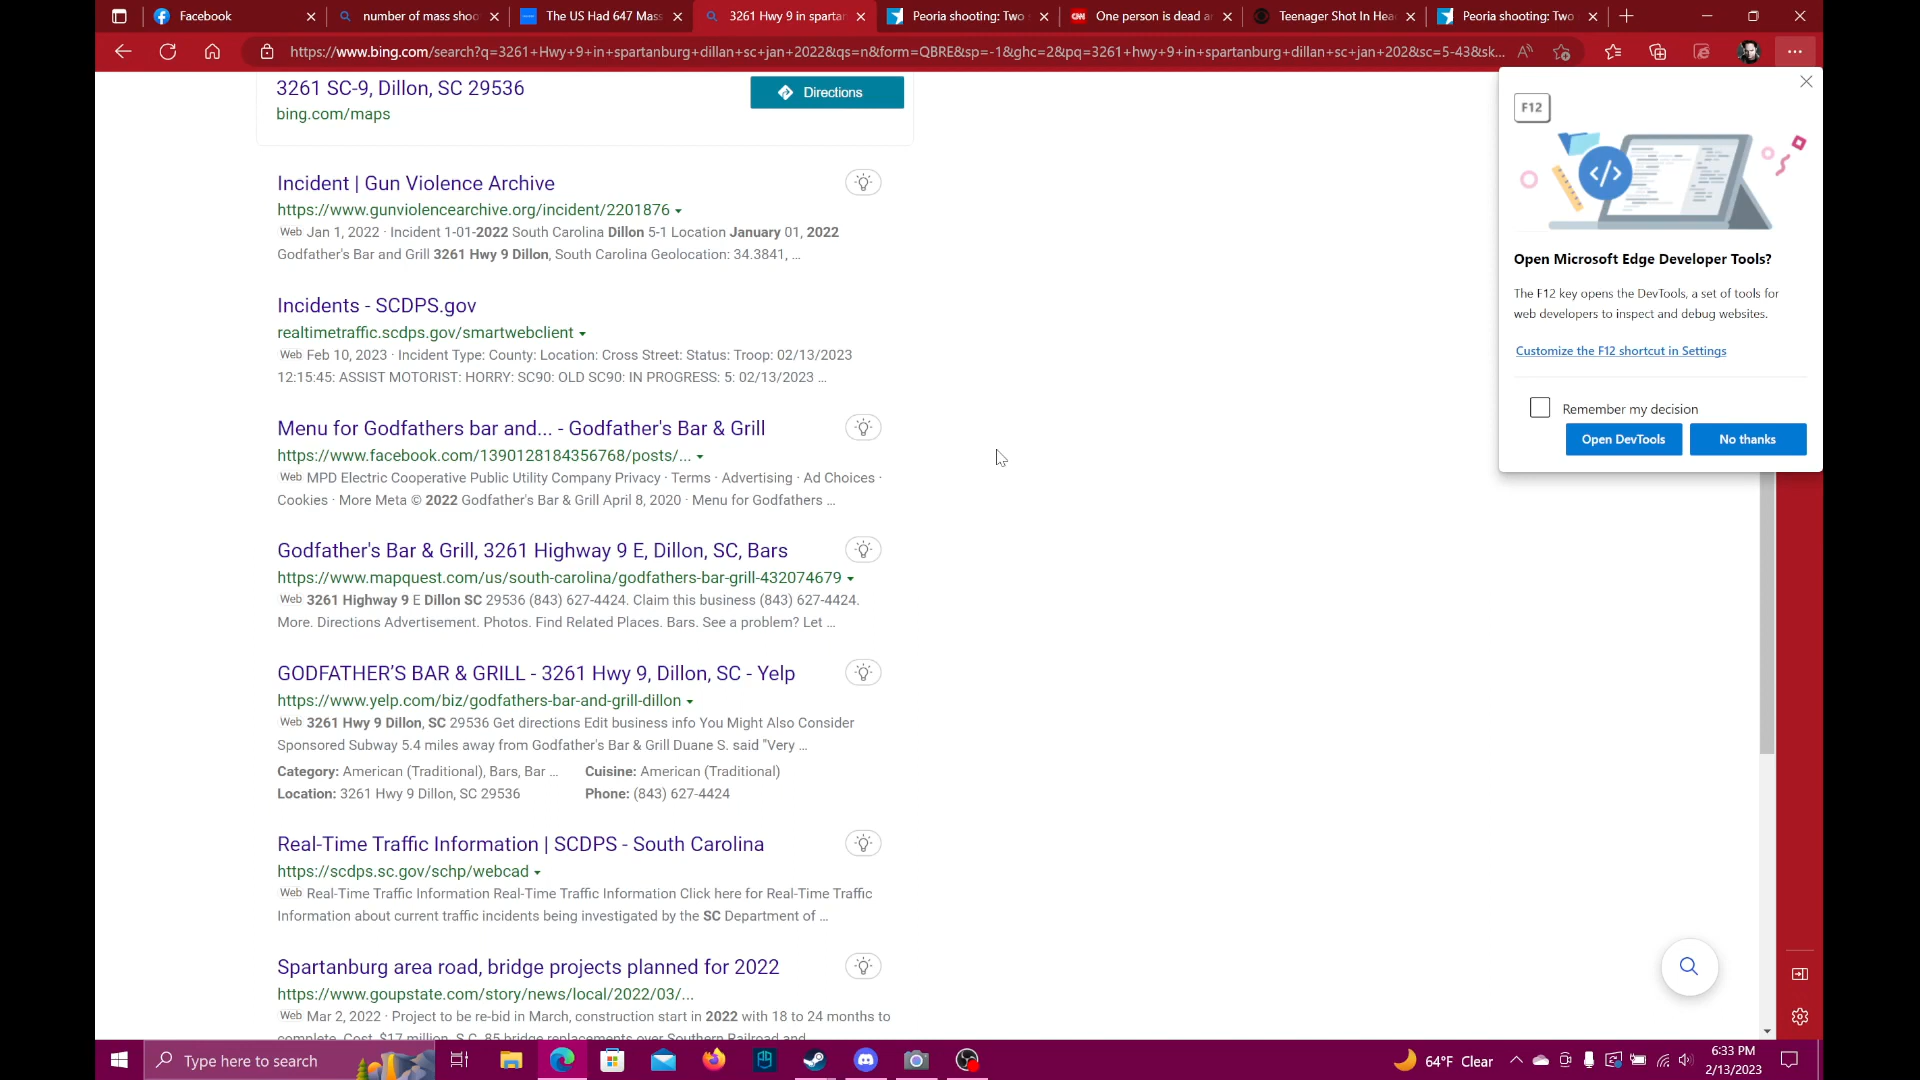 Facebook
number of mass shoo
The US Had 647 Mass
3261 Hwy 9 in sparta
Peoria shooting: Two
CNN One person is dead a
Teenager Shot In Hea
Peoria shooting: Two
https://www.bing.com/search?q=3261+Hwy+9+in+spartanburg+dillan+sc+jan+2022&qs=n&form=QBRE&sp=-1&ghc=2&pq=3261+hwy+9+in+spartanburg+dillan+sc+jan+202&sc=5-43&sk...
3261 SC-9, Dillon, SC 29536
bing.com/maps
Directions
Incident | Gun Violence Archive
https://www.gunviolencearchive.org/incident/2201876
Web Jan 1, 2022 · Incident 1-01-2022 South Carolina Dillon 5-1 Location January 01, 2022
Godfather's Bar and Grill 3261 Hwy 9 Dillon, South Carolina Geolocation: 34.3841, ...
Incidents - SCDPS.gov
realtimetraffic.scdps.gov/smartwebclient
Web Feb 10, 2023 · Incident Type: County: Location: Cross Street: Status: Troop: 02/13/2023
12:15:45: ASSIST MOTORIST: HORRY: SC90: OLD SC90: IN PROGRESS: 5: 02/13/2023 ...
Menu for Godfathers bar and... - Godfather's Bar & Grill
https://www.facebook.com/1390128184356768/posts/...
Web MPD Electric Cooperative Public Utility Company Privacy · Terms · Advertising · Ad Choices ·
Cookies · More Meta © 2022 Godfather's Bar & Grill April 8, 2020 · Menu for Godfathers ...
Godfather's Bar & Grill, 3261 Highway 9 E, Dillon, SC, Bars
https://www.mapquest.com/us/south-carolina/godfathers-bar-grill-432074679
Web 3261 Highway 9 E Dillon SC 29536 (843) 627-4424. Claim this business (843) 627-4424.
More. Directions Advertisement. Photos. Find Related Places. Bars. See a problem? Let ...
GODFATHER'S BAR & GRILL - 3261 Hwy 9, Dillon, SC - Yelp
https://www.yelp.com/biz/godfathers-bar-and-grill-dillon
Web 3261 Hwy 9 Dillon, SC 29536 Get directions Edit business info You Might Also Consider
Sponsored Subway 5.4 miles away from Godfather's Bar & Grill Duane S. said "Very ...
Category: American (Traditional), Bars, Bar ... Cuisine: American (Traditional)
Location: 3261 Hwy 9 Dillon, SC 29536 Phone: (843) 627-4424
Real-Time Traffic Information | SCDPS - South Carolina
https://scdps.sc.gov/schp/webcad
Web Real-Time Traffic Information Real-Time Traffic Information Click here for Real-Time Traffic
Information about current traffic incidents being investigated by the SC Department of ...
Spartanburg area road, bridge projects planned for 2022
https://www.goupstate.com/story/news/local/2022/03/...
Web Mar 2, 2022 · Project to be re-bid in March, construction start in 2022 with 18 to 24 months to
complete. Cost. $17 million. S.C. 85 bridge replacements over Southern Railroad and
F12
Open Microsoft Edge Developer Tools?
The F12 key opens the DevTools, a set of tools for
web developers to inspect and debug websites.
Customize the F12 shortcut in Settings
Remember my decision
Open DevTools
No thanks
Type here to search
64°F Clear
6:33 PM
2/13/2023